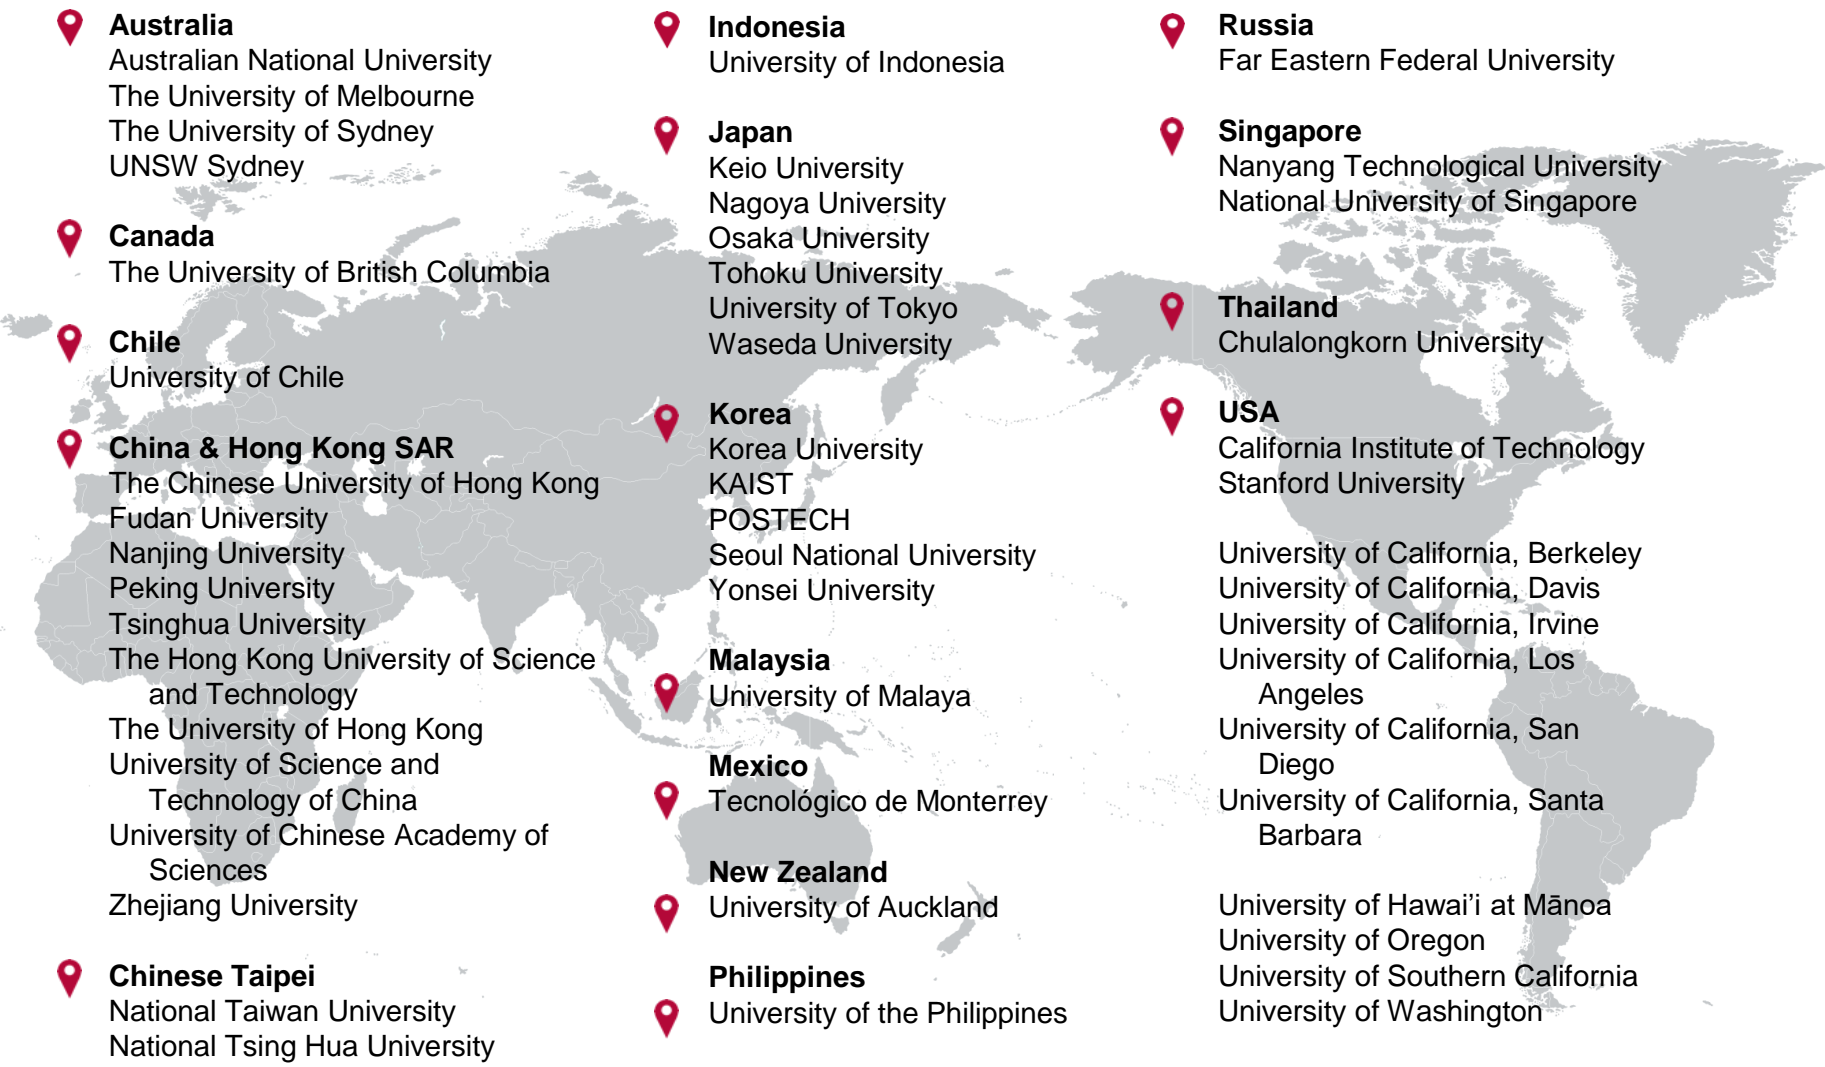 Australia
Australian National University
The University of Melbourne
The University of Sydney
UNSW Sydney
Canada
The University of British Columbia
Chile
University of Chile
China & Hong Kong SAR
The Chinese University of Hong Kong
Fudan University
Nanjing University
Peking University
Tsinghua University
The Hong Kong University of Science
and Technology
The University of Hong Kong
University of Science and
Technology of China
University of Chinese Academy of
Sciences
Zhejiang University
Chinese Taipei
National Taiwan University
National Tsing Hua University
Indonesia
University of Indonesia
Japan
Keio University
Nagoya University
Osaka University
Tohoku University
University of Tokyo
Waseda University
Korea
Korea University
KAIST
POSTECH
Seoul National University
Yonsei University
Malaysia
University of Malaya
Mexico
Tecnológico de Monterrey
New Zealand
University of Auckland
Philippines
University of the Philippines
Russia
Far Eastern Federal University
Singapore
Nanyang Technological University
National University of Singapore
Thailand
Chulalongkorn University
USA
California Institute of Technology
Stanford University
University of California, Berkeley
University of California, Davis
University of California, Irvine
University of California, Los
Angeles
University of California, San
Diego
University of California, Santa
Barbara
University of Hawai’i at Mānoa
University of Oregon
University of Southern California
University of Washington